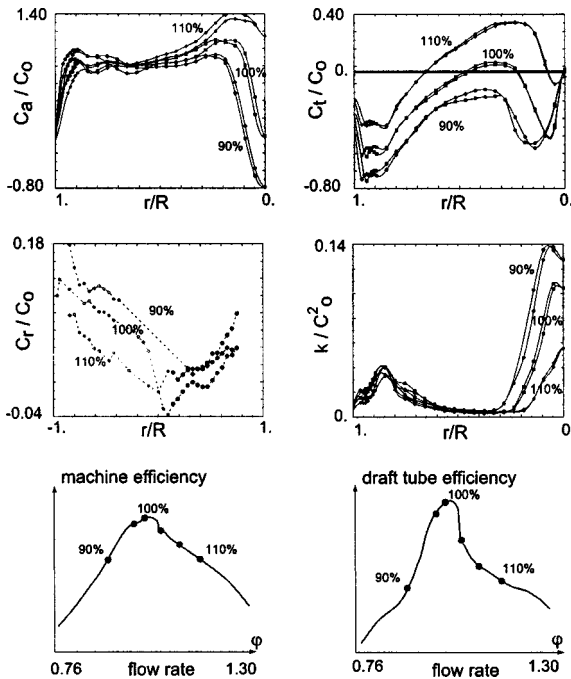 1.40
C_a / C_o
110%
100%
90%
-0.80
1.
r/R
0.
0.40
C_t / C_o
0.
110%
100%
90%
-0.80
1.
r/R
0.
0.18
C_r / C_o
90%
100%
110%
-0.04
-1.
r/R
1.
0.14
k / C²_o
90%
100%
110%
0.
1.
r/R
0.
machine efficiency
100%
90%
110%
φ
0.76
flow rate
1.30
draft tube efficiency
100%
90%
110%
φ
0.76
flow rate
1.30